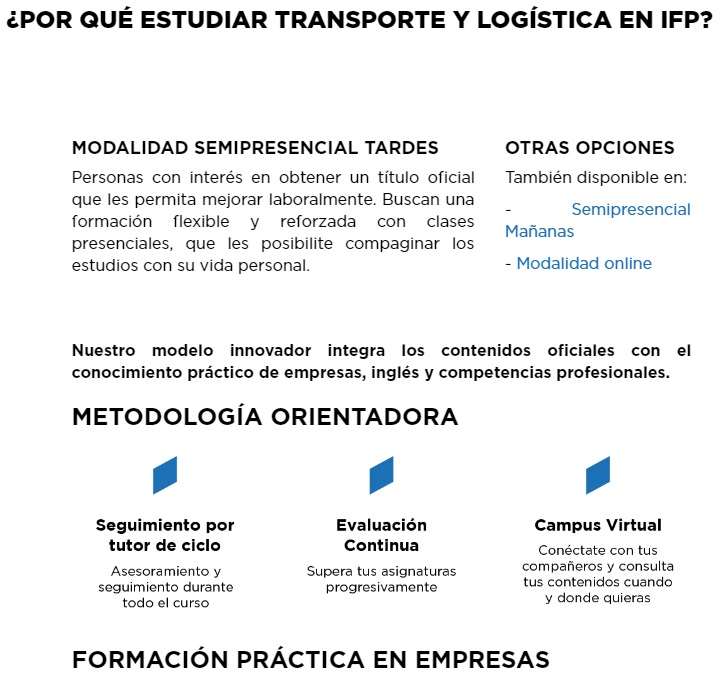 ¿POR QUÉ ESTUDIAR TRANSPORTE Y LOGÍSTICA EN IFP?
MODALIDAD SEMIPRESENCIAL TARDES
Personas con interés en obtener un título oficial
que les permita mejorar laboralmente. Buscan una
formación flexible y reforzada con clases
presenciales, que les posibilite compaginar los
estudios con su vida personal.
OTRAS OPCIONES
También disponible en:
- Semipresencial
Mañanas
- Modalidad online
Nuestro modelo innovador integra los contenidos oficiales con el
conocimiento práctico de empresas, inglés y competencias profesionales.
METODOLOGÍA ORIENTADORA
Seguimiento por
tutor de ciclo
Asesoramiento y
seguimiento durante
todo el curso
Evaluación
Continua
Supera tus asignaturas
progresivamente
Campus Virtual
Conéctate con tus
compañeros y consulta
tus contenidos cuando
y donde quieras
FORMACIÓN PRÁCTICA EN EMPRESAS